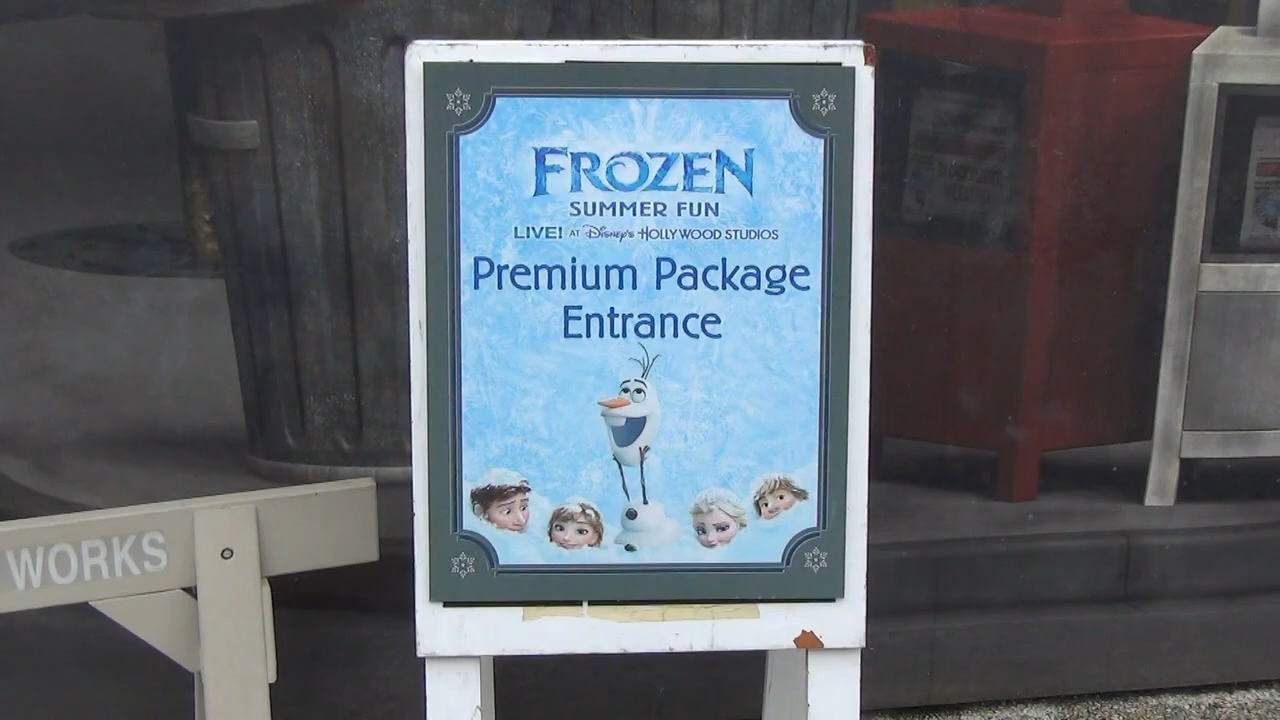 FROZEN
SUMMER FUN
LIVE! AT Disney's HOLLYWOOD STUDIOS
Premium Package
Entrance
WORKS